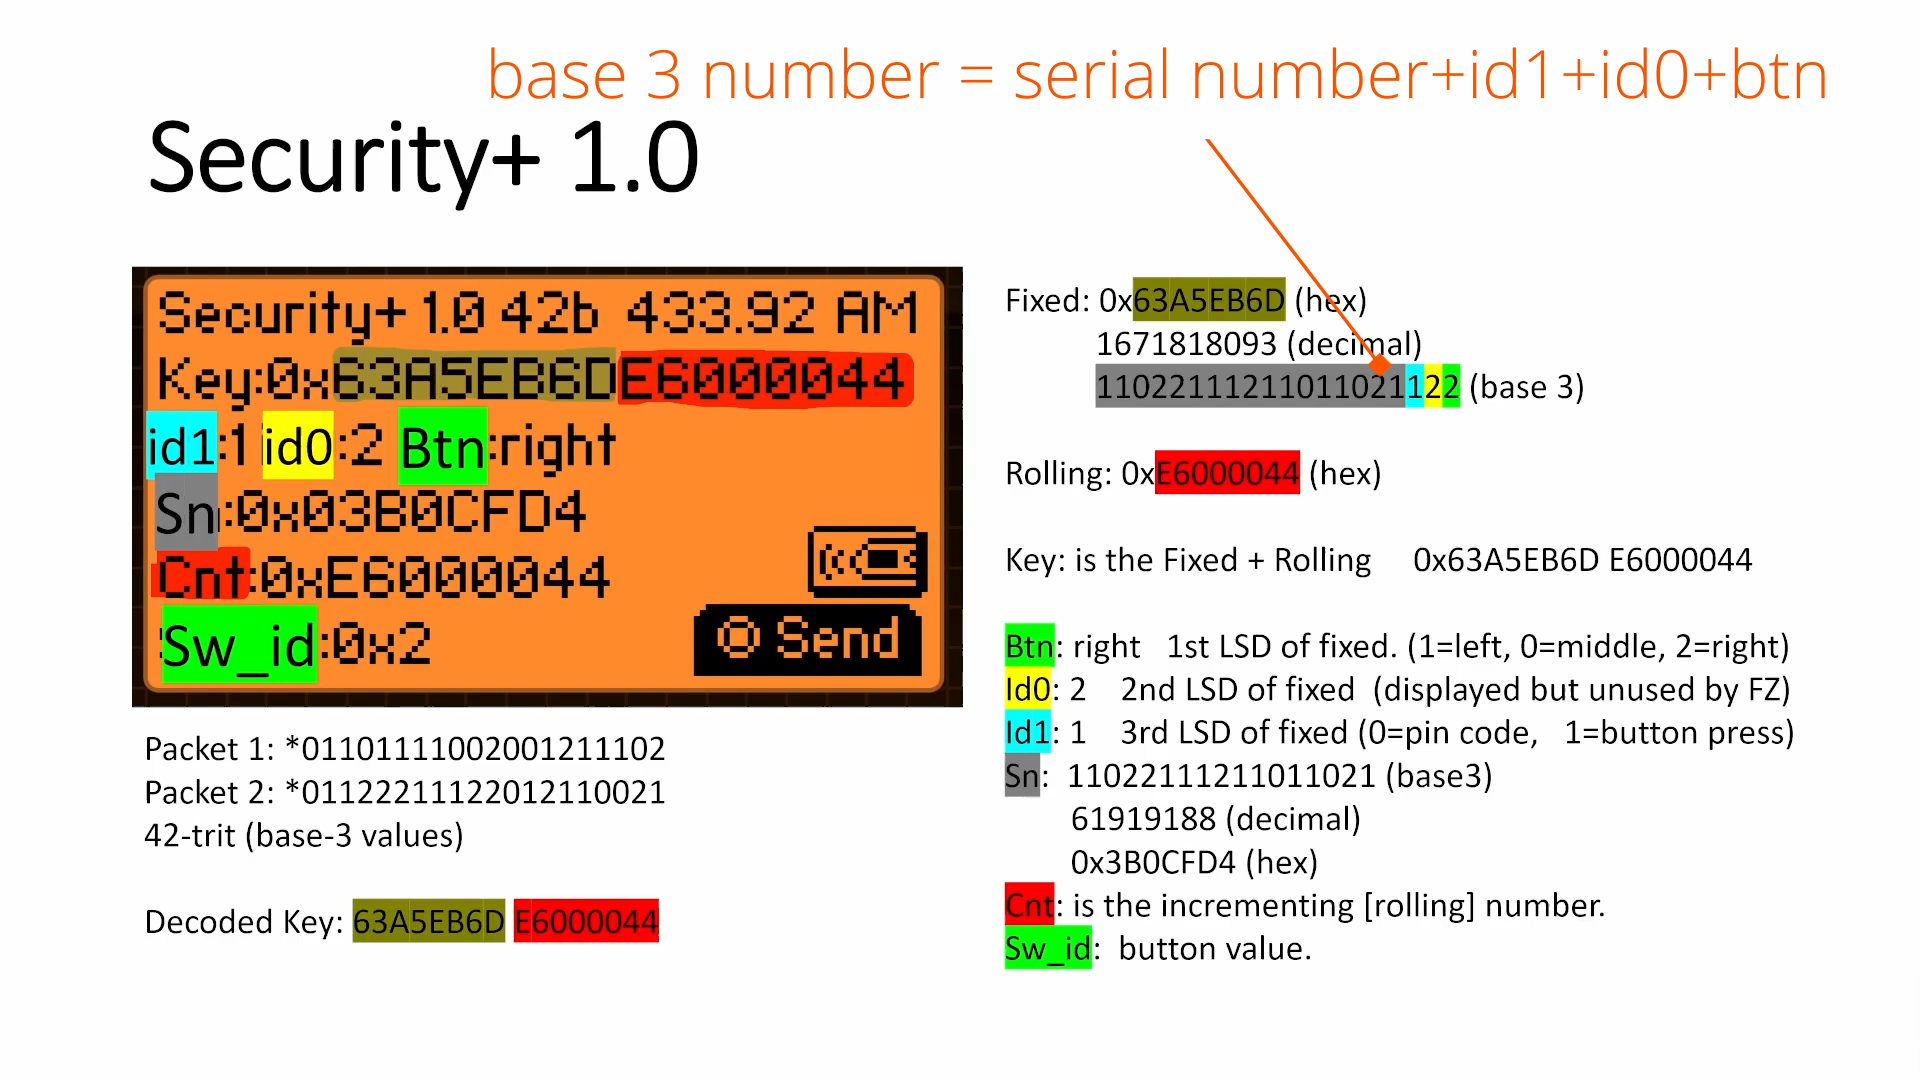 base 3 number = serial number+id1+id0+btn
Security+ 1.0
Security+ 1.0 42b 433.92 AM
Key:0x63A5EB6DE6000044
id1:1 id0:2 Btn:right
Sn:0x03B0CFD4
Cnt:0xE6000044
Sw_id:0x2
Send
Packet 1: *01101111002001211102
Packet 2: *01122211122012110021
42-trit (base-3 values)
Decoded Key: 63A5EB6D E6000044
Fixed: 0x63A5EB6D (hex)
1671818093 (decimal)
11022111211011021122 (base 3)
Rolling: 0xE6000044 (hex)
Key: is the Fixed + Rolling 0x63A5EB6D E6000044
Btn: right 1st LSD of fixed. (1=left, 0=middle, 2=right)
Id0: 2 2nd LSD of fixed (displayed but unused by FZ)
Id1: 1 3rd LSD of fixed (0=pin code, 1=button press)
Sn: 11022111211011021 (base3)
61919188 (decimal)
0x3B0CFD4 (hex)
Cnt: is the incrementing [rolling] number.
Sw_id: button value.